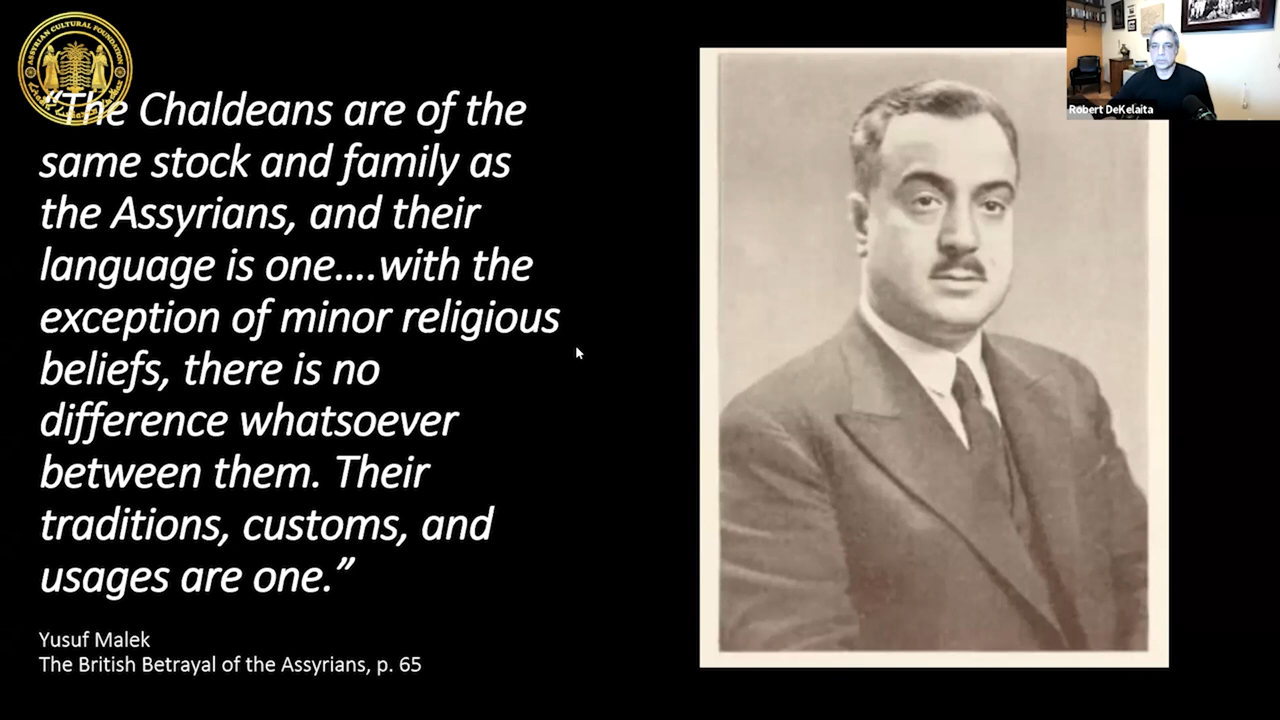 ASSYRIAN CULTURAL FOUNDATION
“The Chaldeans are of the
same stock and family as
the Assyrians, and their
language is one....with the
exception of minor religious
beliefs, there is no
difference whatsoever
between them. Their
traditions, customs, and
usages are one.”
Yusuf Malek
The British Betrayal of the Assyrians, p. 65
Robert DeKelaita